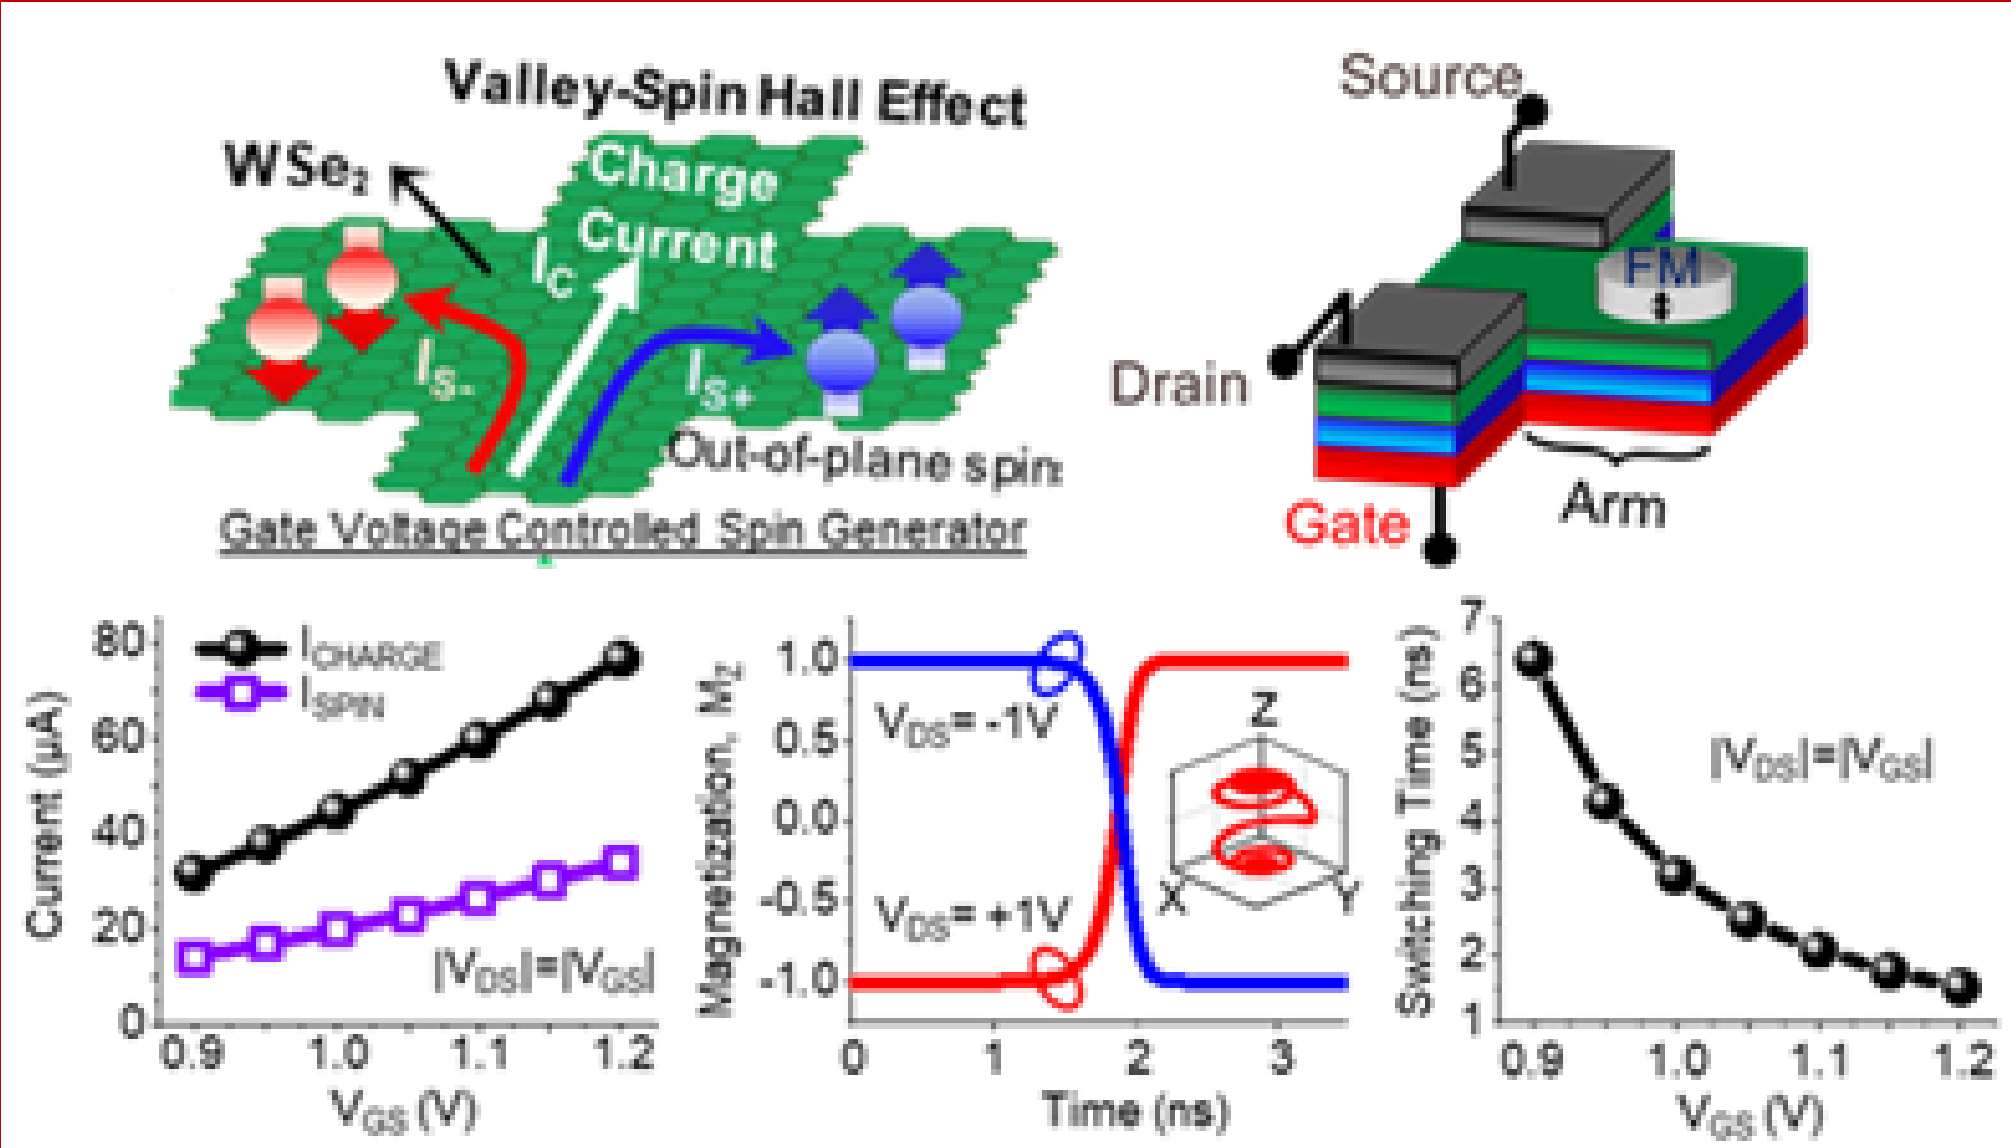 Valley-Spin Hall Effect
WSe₂
Charge
Current
I_C
I_S-
I_S+
Out-of-plane spin
Gate Voltage Controlled Spin Generator
Source
FM
Drain
Gate
Arm
80
60
40
20
0
Current (μA)
I_CHARGE
I_SPIN
|V_DS|=|V_GS|
0.9 1.0 1.1 1.2
V_GS (V)
1.0
0.5
0.0
-0.5
-1.0
Magnetization, M_Z
V_DS= -1V
V_DS= +1V
Z
X
Y
0 1 2 3
Time (ns)
7
6
5
4
3
2
1
Switching Time (ns)
|V_DS|=|V_GS|
0.9 1.0 1.1 1.2
V_GS (V)